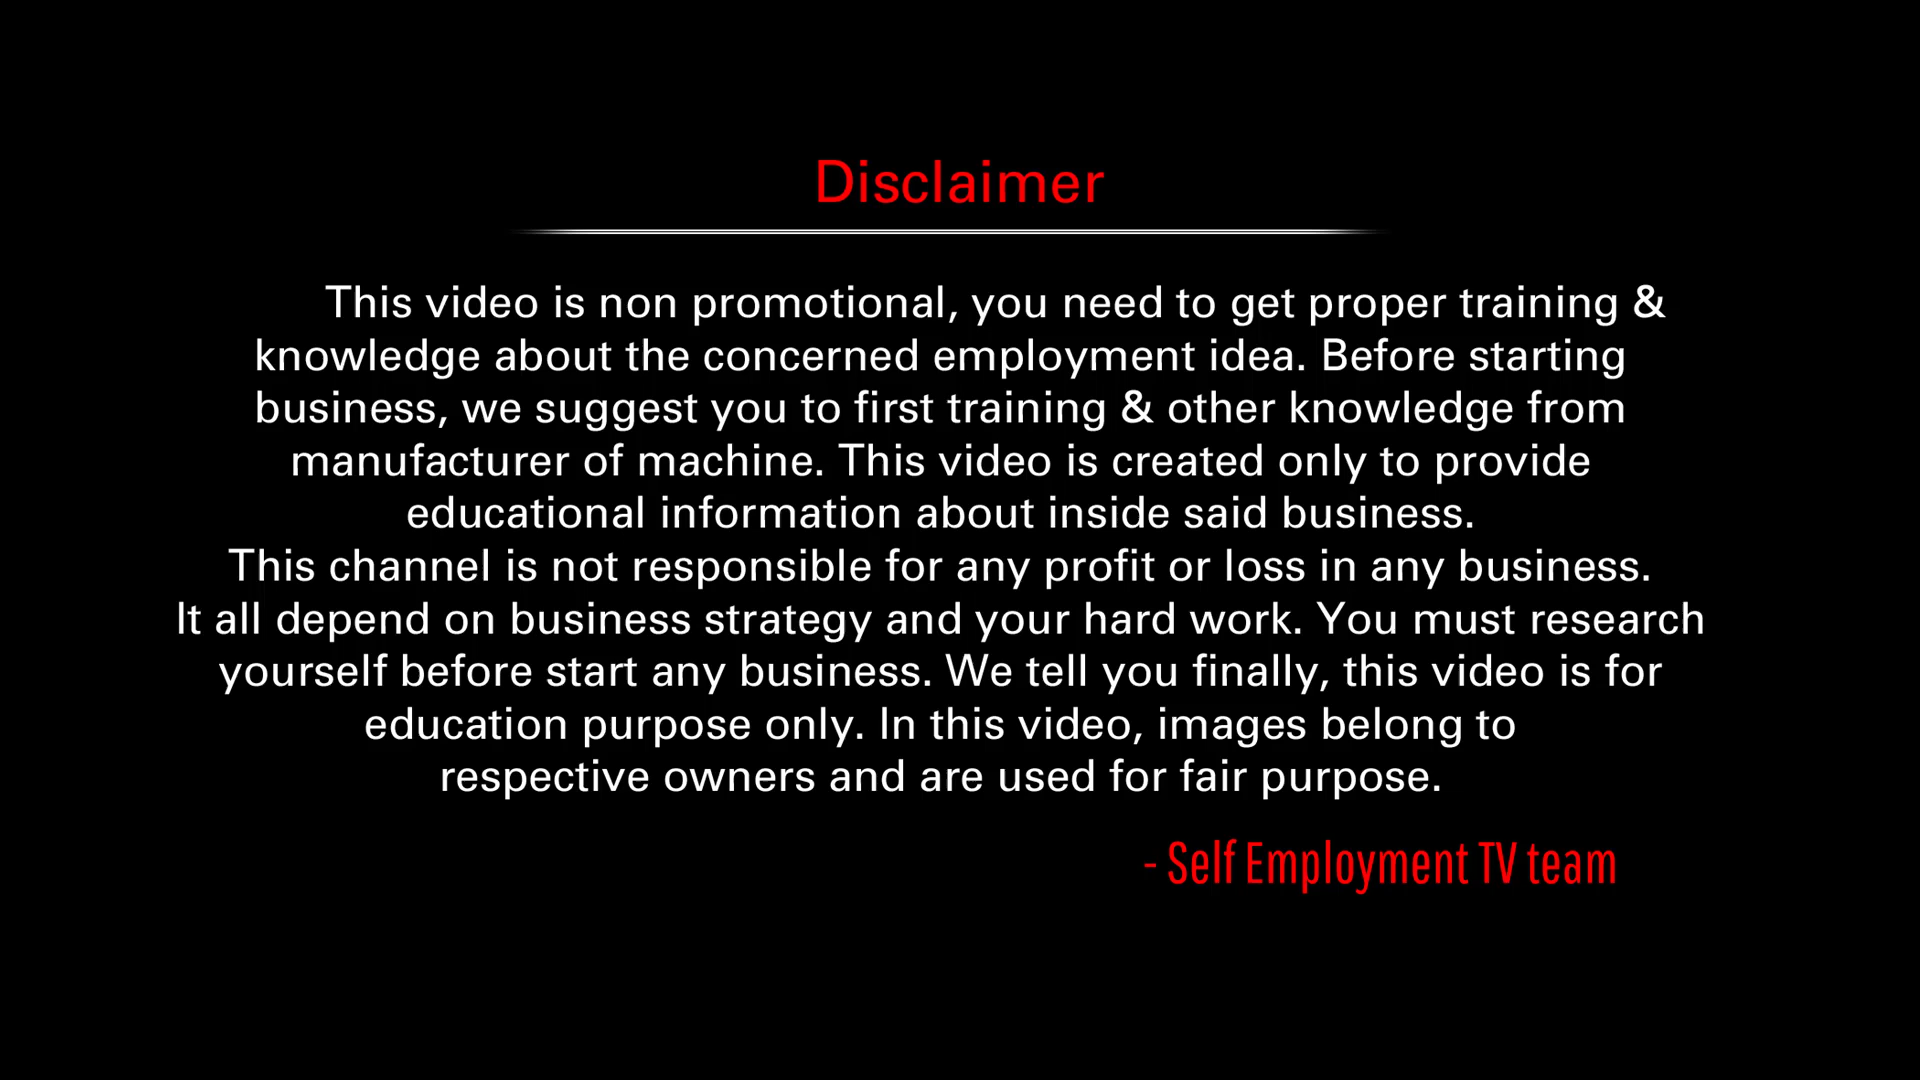 Disclaimer
This video is non promotional, you need to get proper training &
knowledge about the concerned employment idea. Before starting
business, we suggest you to first training & other knowledge from
manufacturer of machine. This video is created only to provide
educational information about inside said business.
This channel is not responsible for any profit or loss in any business.
It all depend on business strategy and your hard work. You must research
yourself before start any business. We tell you finally, this video is for
education purpose only. In this video, images belong to
respective owners and are used for fair purpose.
- Self Employment TV team